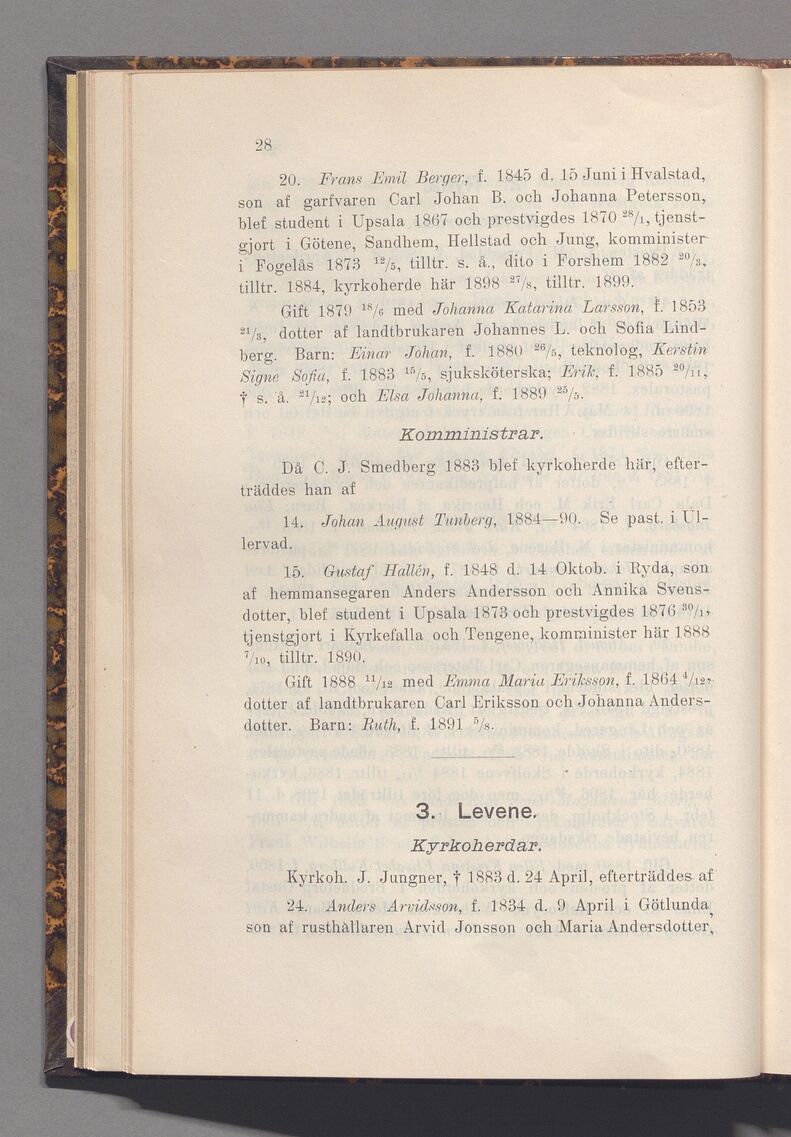 28
20. Frans Emil Berger, f. 1845 d. 15 Juni i Hvalstad,
son af garfvaren Carl Johan B. och Johanna Petersson,
blef student i Upsala 1867 och prestvigdes 1870 28/1, tjenst-
gjort i Götene, Sandhem, Hellstad och Jung, komminister
i Fogelås 1873 12/5, tilltr. s. å., dito i Forshem 1882 20/3,
tilltr. 1884, kyrkoherde här 1898 27/8, tilltr. 1899.
Gift 1879 18/6 med Johanna Katarina Larsson, f. 1853
21/3, dotter af landtbrukaren Johannes L. och Sofia Lind-
berg. Barn: Einar Johan, f. 1880 26/5, teknolog, Kerstin
Signe Sofia, f. 1883 15/5, sjuksköterska; Erik, f. 1885 20/11,
† s. å. 21/12; och Elsa Johanna, f. 1889 25/5.
Komministrar.
Då C. J. Smedberg 1883 blef kyrkoherde här, efter-
träddes han af
14. Johan August Tunberg, 1884—90. Se past. i Ul-
lervad.
15. Gustaf Hallén, f. 1848 d. 14 Oktob. i Ryda, son
af hemmansegaren Anders Andersson och Annika Svens-
dotter, blef student i Upsala 1873 och prestvigdes 1876 30/1,
tjenstgjort i Kyrkefalla och Tengene, komminister här 1888
7/10, tilltr. 1890.
Gift 1888 11/12 med Emma Maria Eriksson, f. 1864 4/12,
dotter af landtbrukaren Carl Eriksson och Johanna Anders-
dotter. Barn: Ruth, f. 1891 5/8.
3. Levene.
Kyrkoherdar.
Kyrkoh. J. Jungner, † 1883 d. 24 April, efterträddes af
24. Anders Arvidsson, f. 1834 d. 9 April i Götlunda,
son af rusthållaren Arvid Jonsson och Maria Andersdotter,